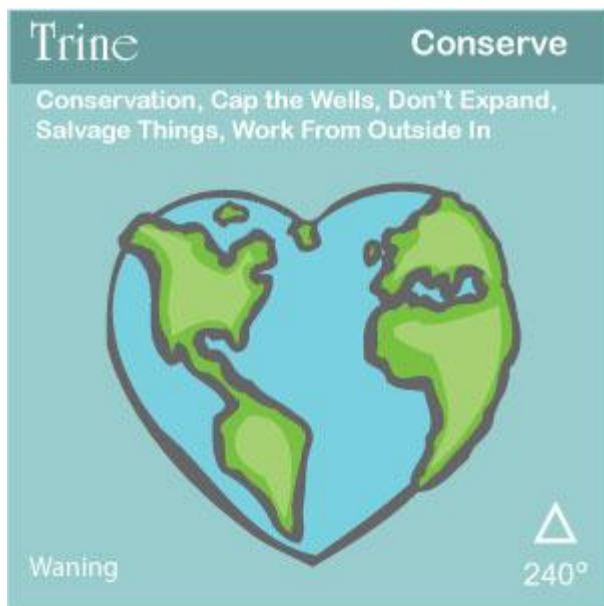 Trine
Conserve
Conservation, Cap the Wells, Don't Expand,
Salvage Things, Work From Outside In
Waning
240°